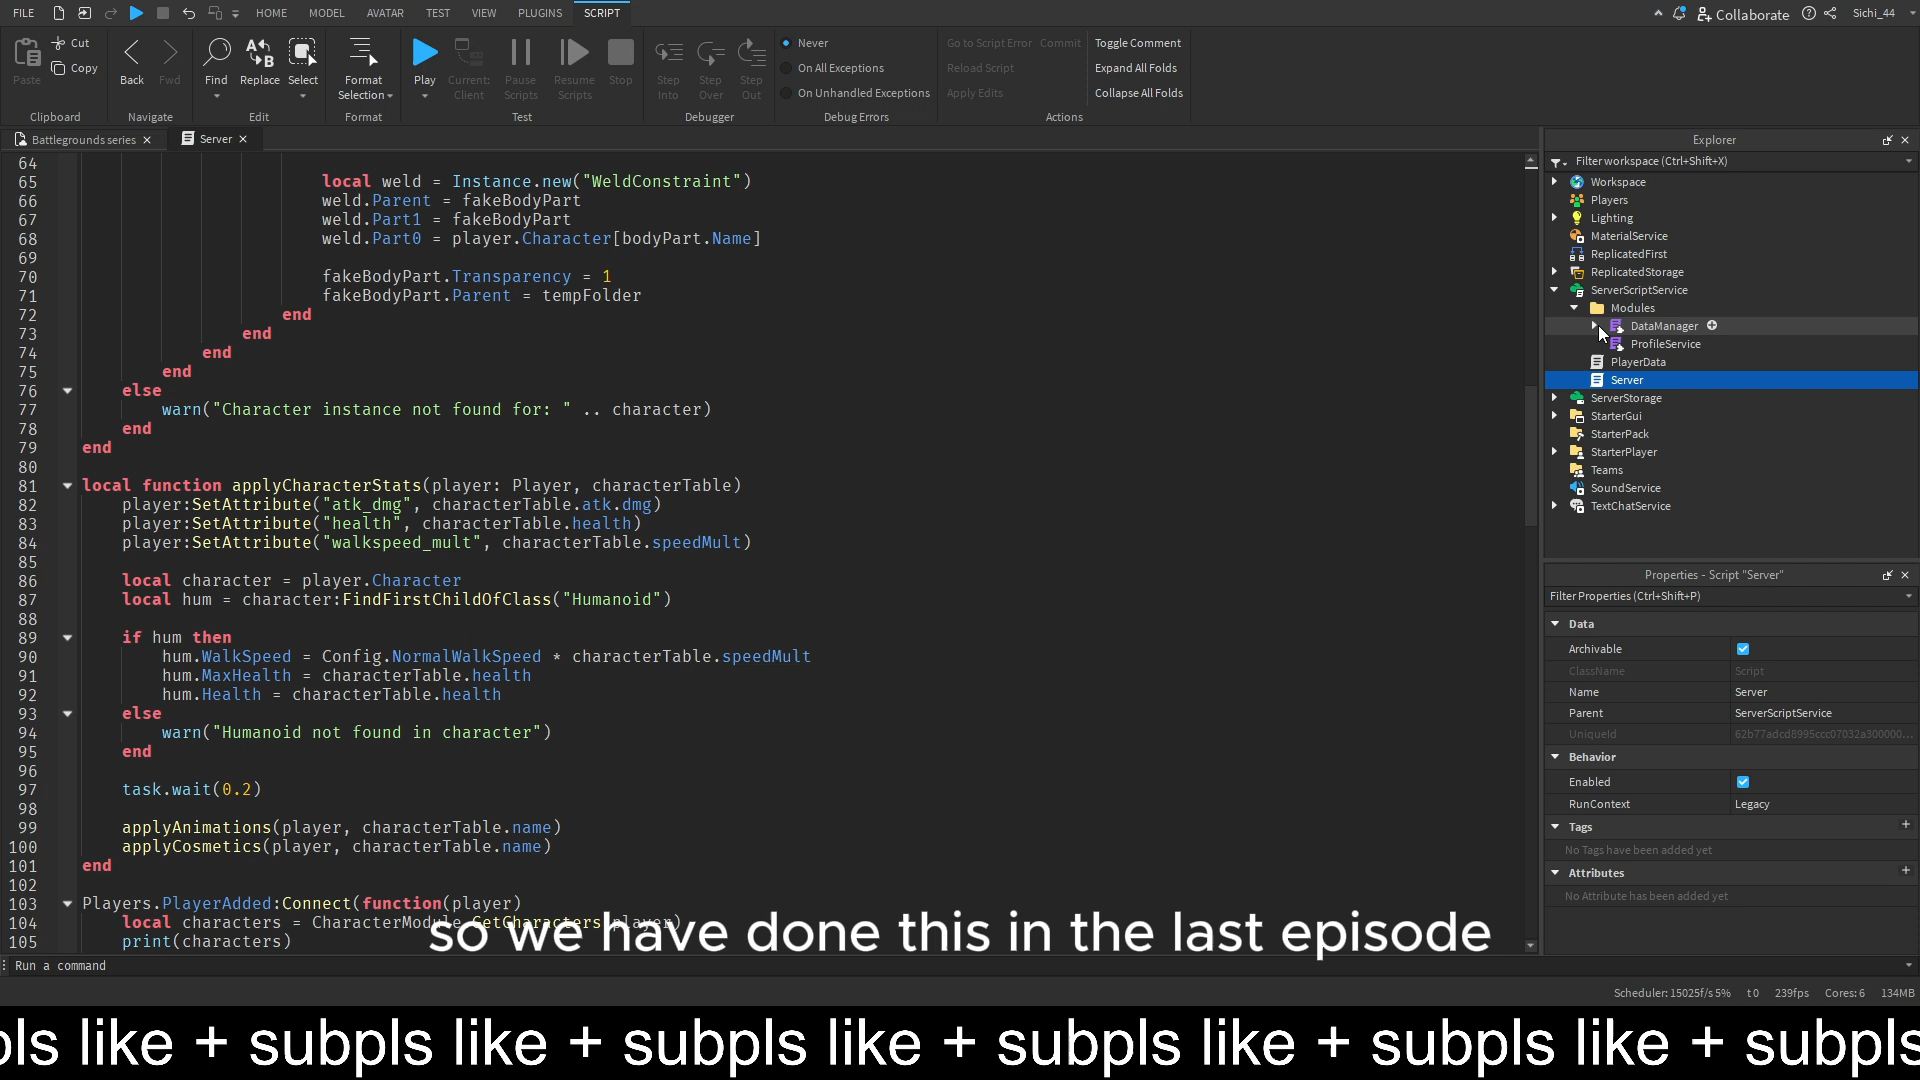 FILE HOME MODEL AVATAR TEST VIEW PLUGINS SCRIPT Collaborate Sichi_44
Paste Cut Copy Back Fwd Find Replace Select Format Selection Play Current: Client Pause Scripts Resume Scripts Stop Step Into Step Over Step Out
Never
On All Exceptions
On Unhandled Exceptions
Go to Script Error Commit
Reload Script
Apply Edits
Toggle Comment
Expand All Folds
Collapse All Folds
Clipboard Navigate Edit Format Test Debugger Debug Errors Actions
Battlegrounds series Server
64
65 local weld = Instance.new("WeldConstraint")
66 weld.Parent = fakeBodyPart
67 weld.Part1 = fakeBodyPart
68 weld.Part0 = player.Character[bodyPart.Name]
69
70 fakeBodyPart.Transparency = 1
71 fakeBodyPart.Parent = tempFolder
72 end
73 end
74 end
75 end
76 else
77 warn("Character instance not found for: " .. character)
78 end
79 end
80
81 local function applyCharacterStats(player: Player, characterTable)
82 player:SetAttribute("atk_dmg", characterTable.atk.dmg)
83 player:SetAttribute("health", characterTable.health)
84 player:SetAttribute("walkspeed_mult", characterTable.speedMult)
85
86 local character = player.Character
87 local hum = character:FindFirstChildOfClass("Humanoid")
88
89 if hum then
90 hum.WalkSpeed = Config.NormalWalkSpeed * characterTable.speedMult
91 hum.MaxHealth = characterTable.health
92 hum.Health = characterTable.health
93 else
94 warn("Humanoid not found in character")
95 end
96
97 task.wait(0.2)
98
99 applyAnimations(player, characterTable.name)
100 applyCosmetics(player, characterTable.name)
101 end
102
103 Players.PlayerAdded:Connect(function(player)
104 local characters = CharacterModule.GetCharacters(player)
105 print(characters)
so we have done this in the last episode
Run a command
Explorer
Filter workspace (Ctrl+Shift+X)
Workspace
Players
Lighting
MaterialService
ReplicatedFirst
ReplicatedStorage
ServerScriptService
Modules
DataManager
ProfileService
PlayerData
Server
ServerStorage
StarterGui
StarterPack
StarterPlayer
Teams
SoundService
TextChatService
Properties - Script "Server"
Filter Properties (Ctrl+Shift+P)
Data
Archivable
ClassName Script
Name Server
Parent ServerScriptService
UniqueId 62b77adcd8995ccc07032a300000...
Behavior
Enabled
RunContext Legacy
Tags +
No Tags have been added yet
Attributes +
No Attribute has been added yet
Scheduler: 15025f/s 5% t0 239fps Cores: 6 134MB
pls like + subpls like + subpls like + subpls like + subpls like + subpls